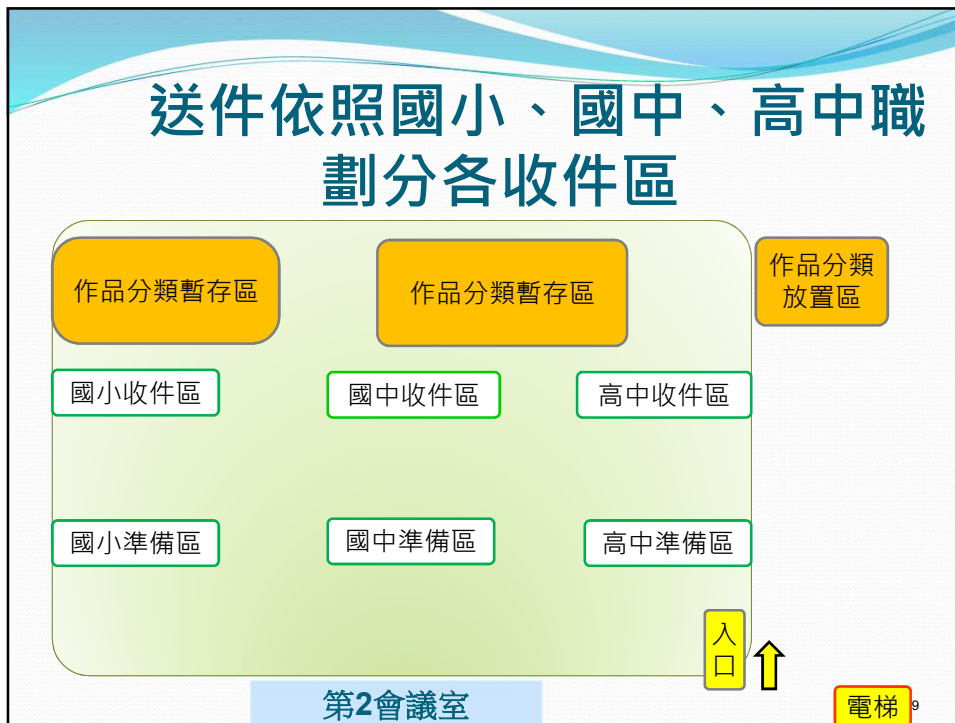 送件依照國小、國中、高中職
劃分各收件區
作品分類暫存區
作品分類暫存區
作品分類
放置區
國小收件區
國中收件區
高中收件區
國小準備區
國中準備區
高中準備區
入
口
第2會議室
電梯
9